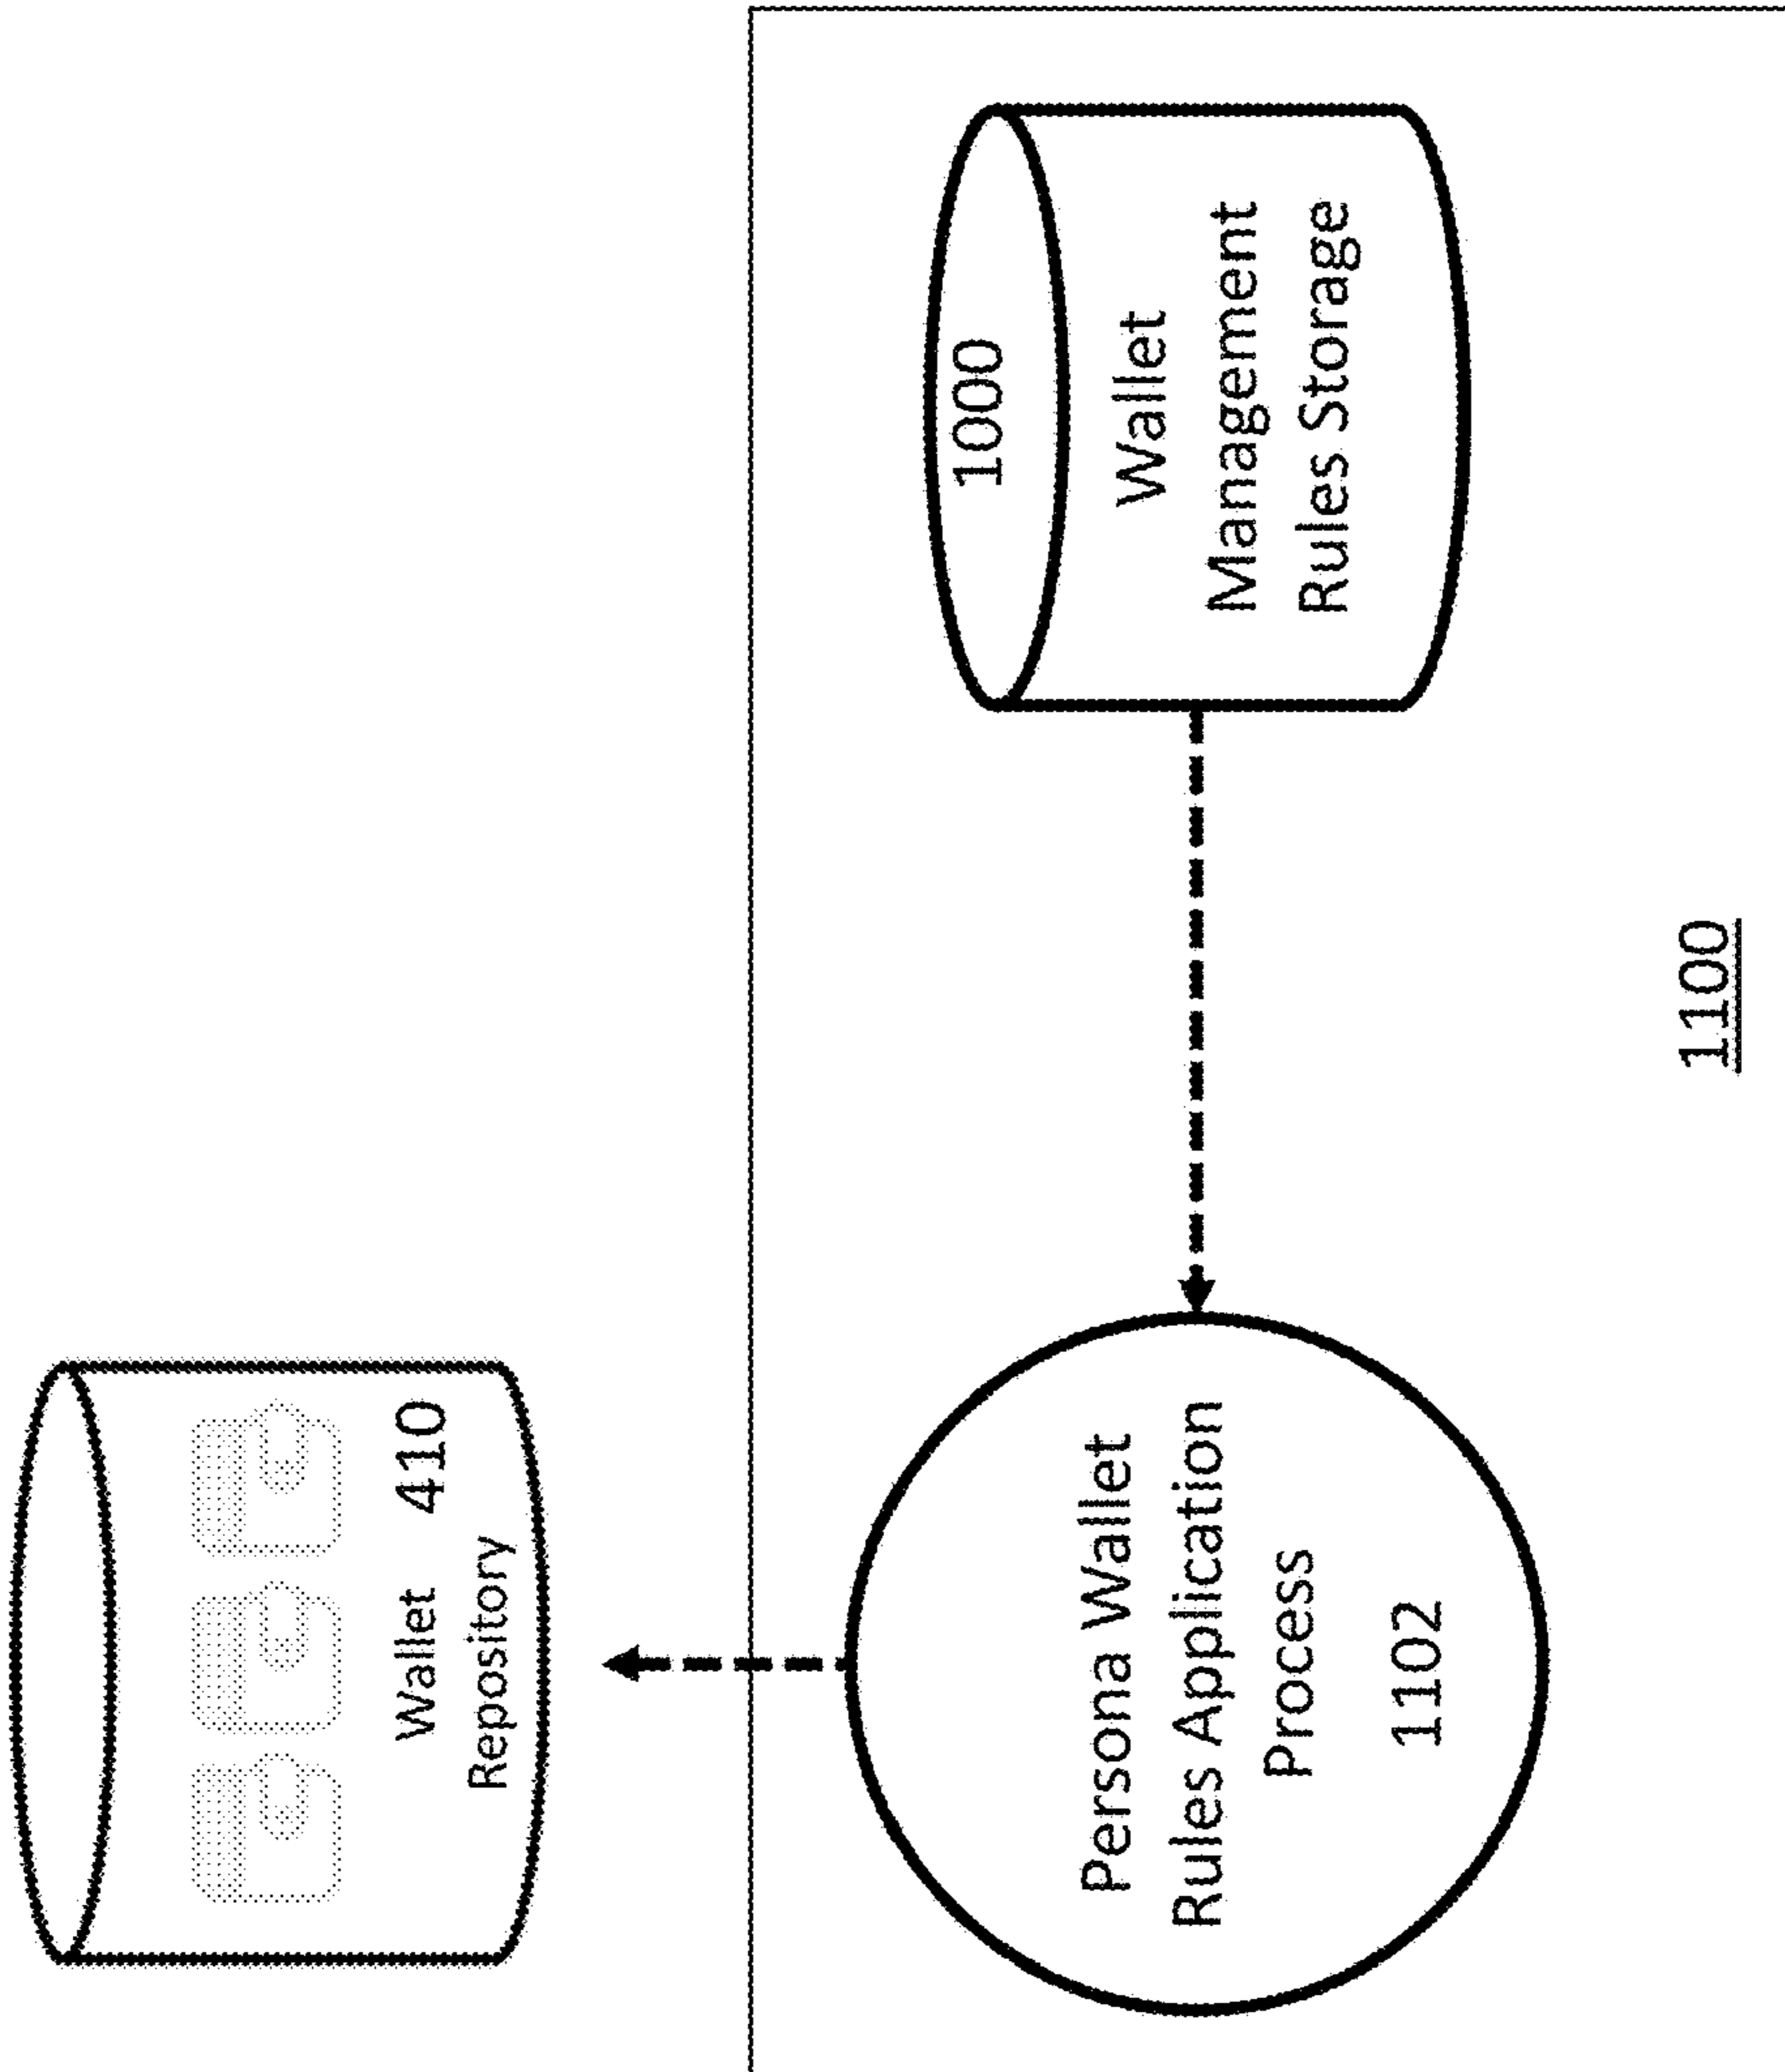 Wallet 410
Repository
Persona Wallet
Rules Application
Process
1102
1000
Wallet
Management
Rules Storage
1100